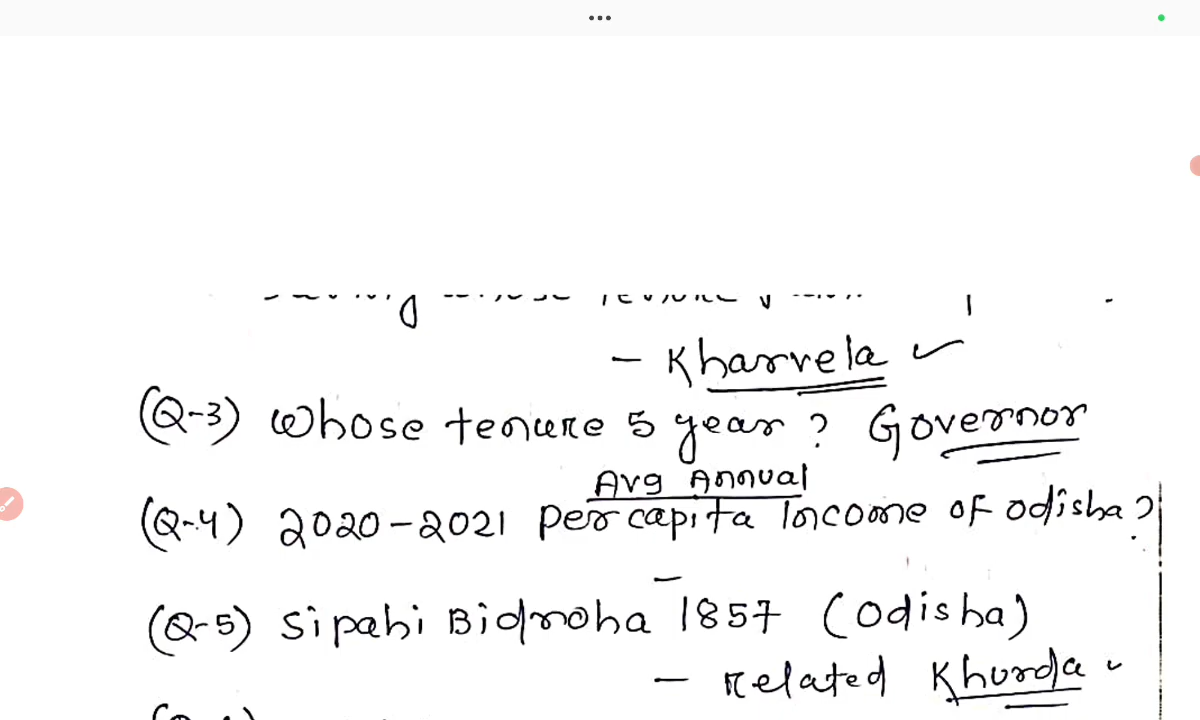 - Kharvela
(Q-3) Whose tenure 5 year ? Governor
Avg Annual
(Q-4) 2020-2021 per capita Income of odisha ?
(Q-5) Sipahi Bidroha 1857 (odisha)
- related Khurda